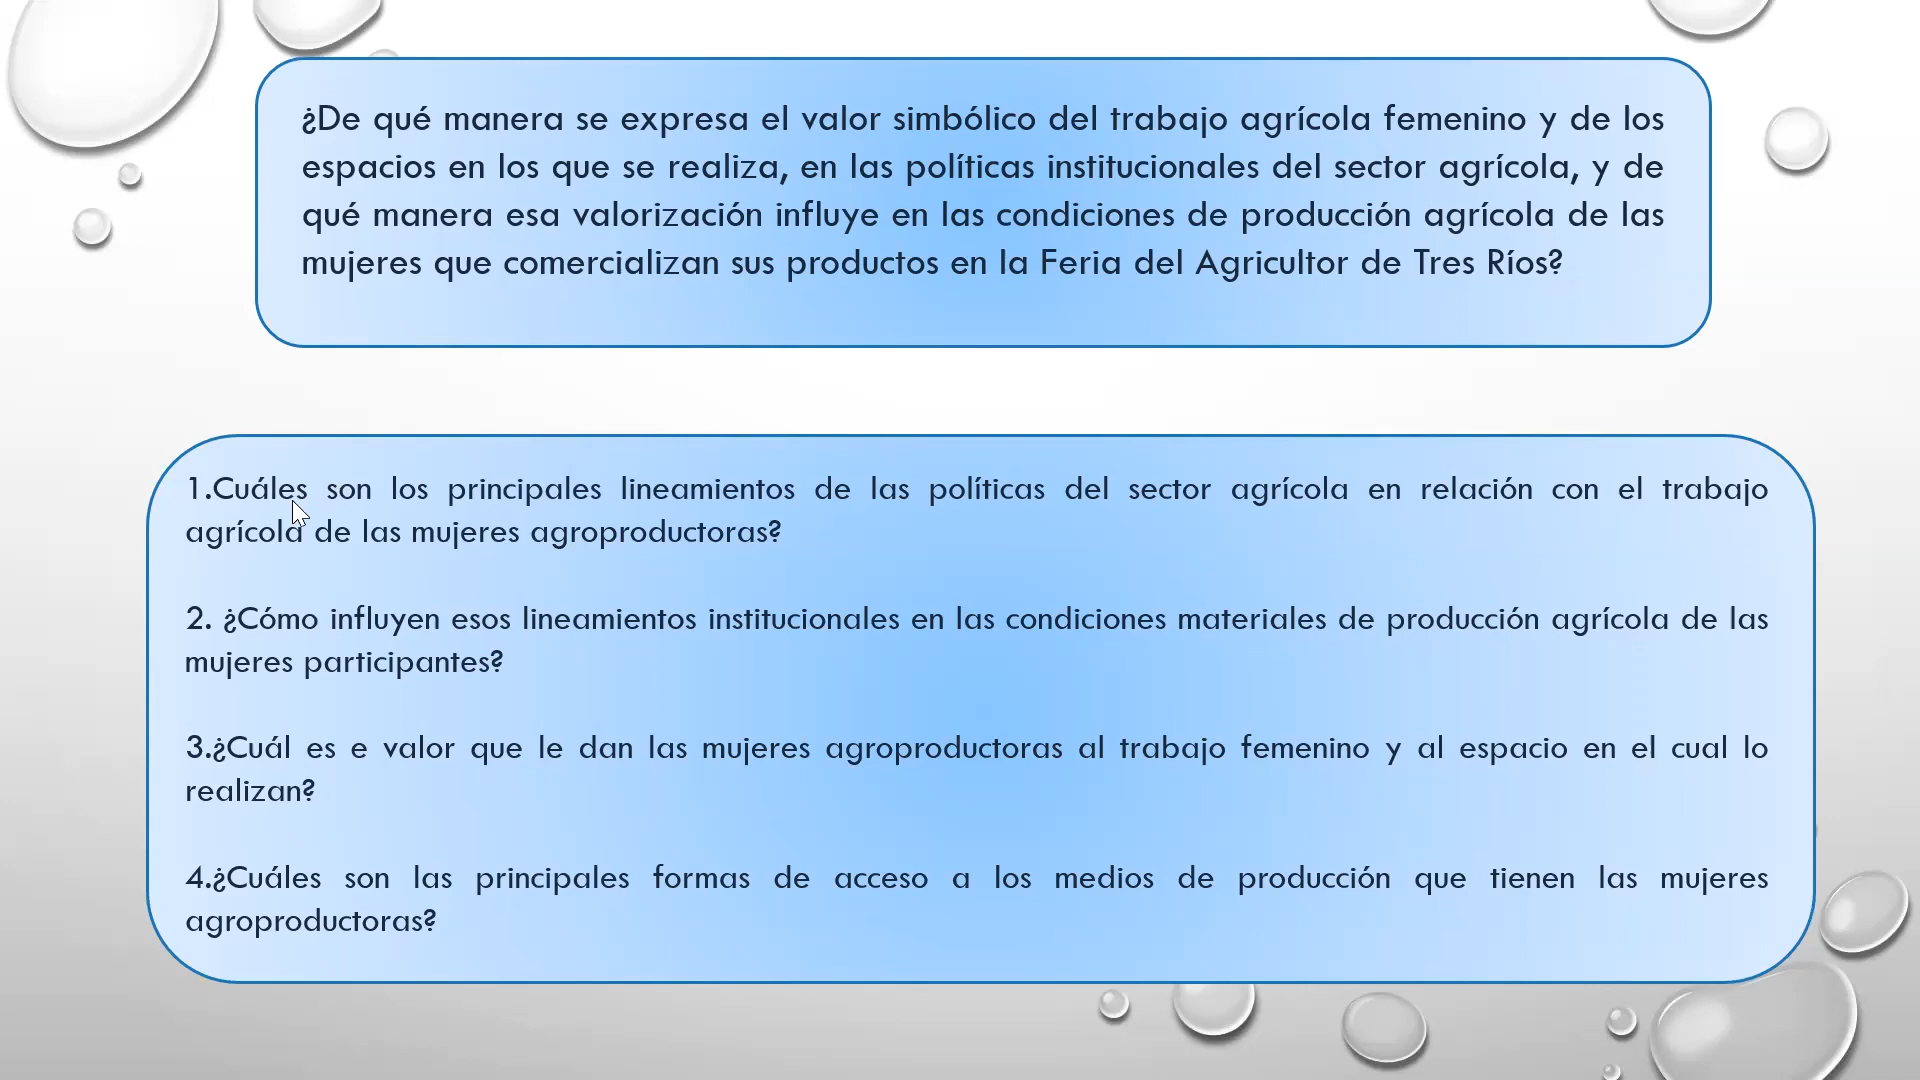 ¿De qué manera se expresa el valor simbólico del trabajo agrícola femenino y de los
espacios en los que se realiza, en las políticas institucionales del sector agrícola, y de
qué manera esa valorización influye en las condiciones de producción agrícola de las
mujeres que comercializan sus productos en la Feria del Agricultor de Tres Ríos?
1.Cuáles son los principales lineamientos de las políticas del sector agrícola en relación con el trabajo
agrícola de las mujeres agroproductoras?
2. ¿Cómo influyen esos lineamientos institucionales en las condiciones materiales de producción agrícola de las
mujeres participantes?
3.¿Cuál es e valor que le dan las mujeres agroproductoras al trabajo femenino y al espacio en el cual lo
realizan?
4.¿Cuáles son las principales formas de acceso a los medios de producción que tienen las mujeres
agroproductoras?